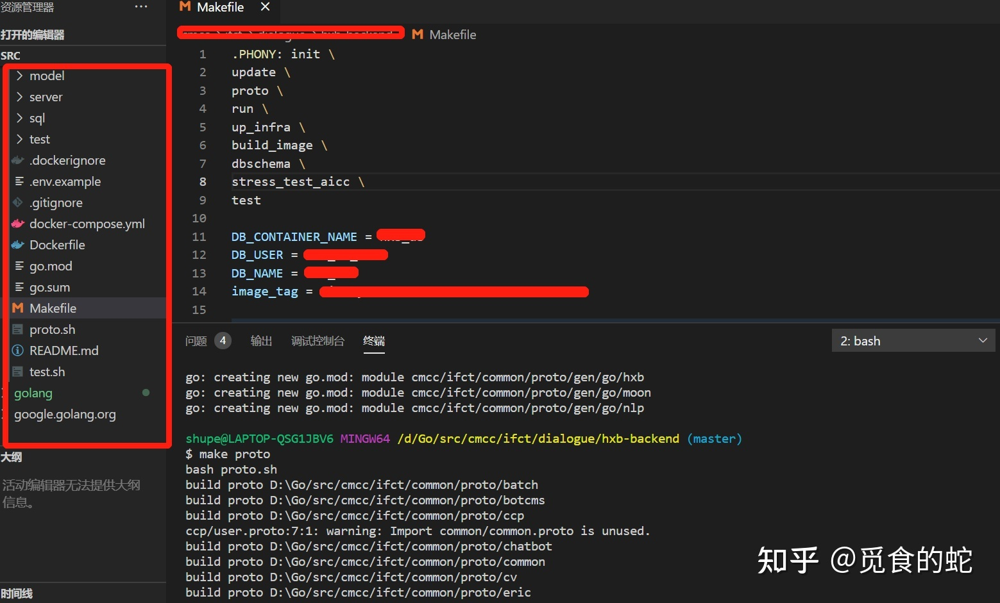 资源管理器 ···
打开的编辑器
SRC
model
server
sql
test
.dockerignore
.env.example
.gitignore
docker-compose.yml
Dockerfile
go.mod
go.sum
Makefile
proto.sh
README.md
test.sh
golang
google.golang.org
大纲
活动编辑器无法提供大纲
信息。
时间线
Makefile
Makefile
1 .PHONY: init \
2 update \
3 proto \
4 run \
5 up_infra \
6 build_image \
7 dbschema \
8 stress_test_aicc \
9 test
10
11 DB_CONTAINER_NAME =
12 DB_USER =
13 DB_NAME =
14 image_tag =
15
问题 4 输出 调试控制台 终端 2: bash
go: creating new go.mod: module cmcc/ifct/common/proto/gen/go/hxb
go: creating new go.mod: module cmcc/ifct/common/proto/gen/go/moon
go: creating new go.mod: module cmcc/ifct/common/proto/gen/go/nlp
shupe@LAPTOP-QSG1JBV6 MINGW64 /d/Go/src/cmcc/ifct/dialogue/hxb-backend (master)
$ make proto
bash proto.sh
build proto D:\Go/src/cmcc/ifct/common/proto/batch
build proto D:\Go/src/cmcc/ifct/common/proto/botcms
build proto D:\Go/src/cmcc/ifct/common/proto/ccp
ccp/user.proto:7:1: warning: Import common/common.proto is unused.
build proto D:\Go/src/cmcc/ifct/common/proto/chatbot
build proto D:\Go/src/cmcc/ifct/common/proto/common
build proto D:\Go/src/cmcc/ifct/common/proto/cv
build proto D:\Go/src/cmcc/ifct/common/proto/eric
知乎 @觅食的蛇